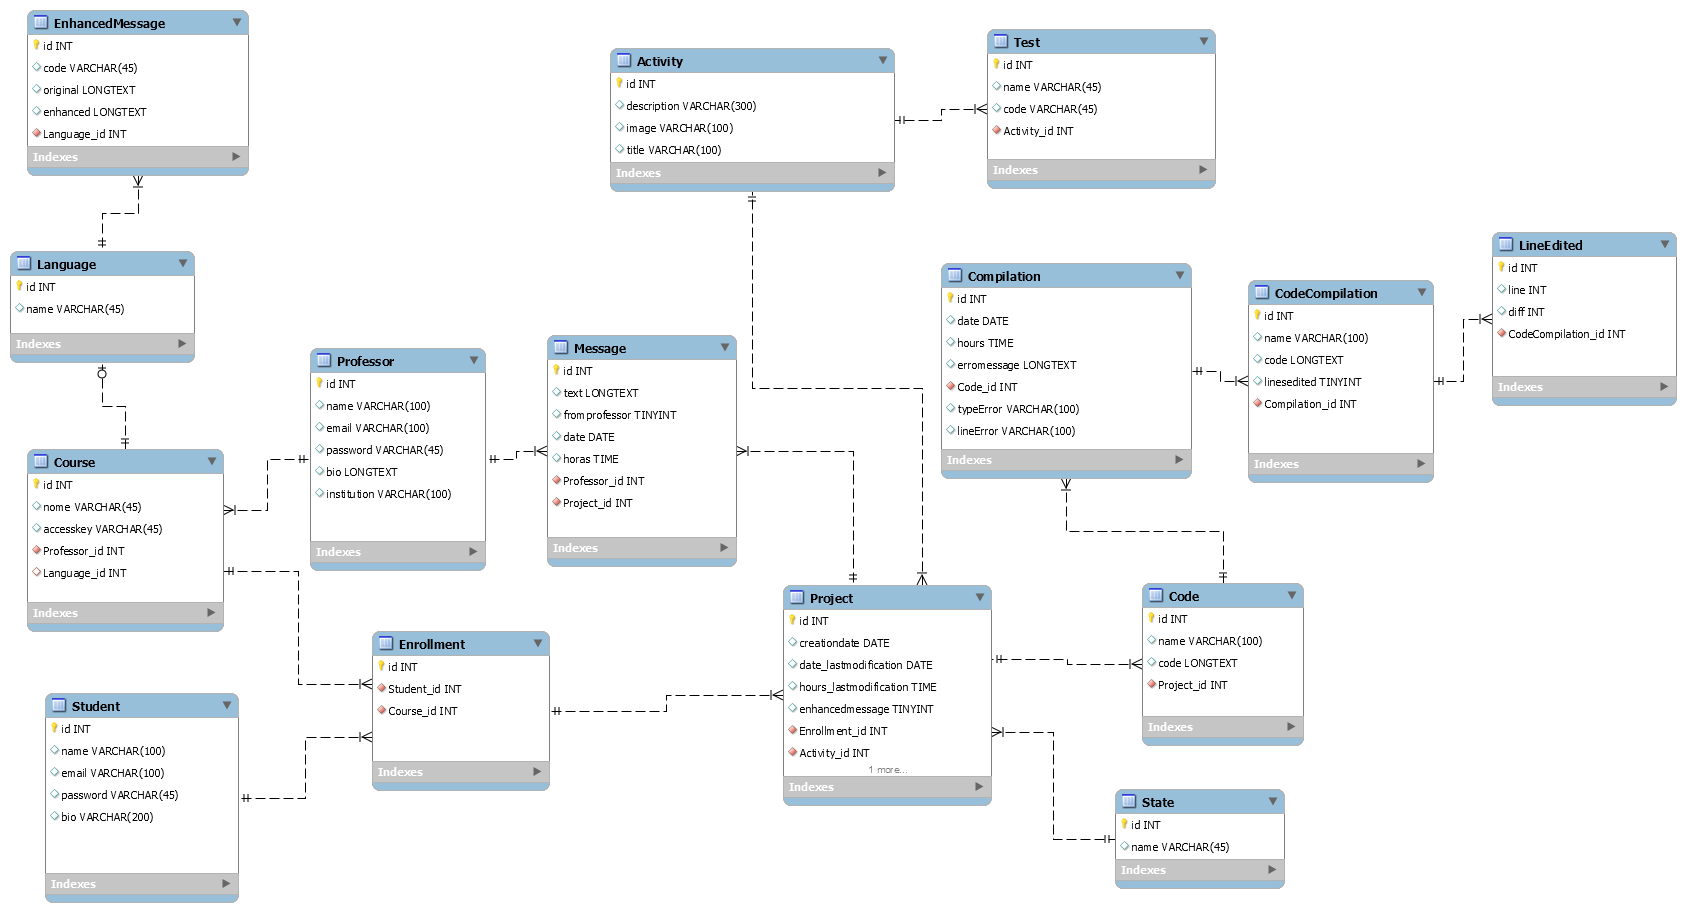 EnhancedMessage
id INT
code VARCHAR(45)
original LONGTEXT
enhanced LONGTEXT
Language_id INT
Indexes
Language
id INT
name VARCHAR(45)
Indexes
Course
id INT
nome VARCHAR(45)
accesskey VARCHAR(45)
Professor_id INT
Language_id INT
Indexes
Student
id INT
name VARCHAR(100)
email VARCHAR(100)
password VARCHAR(45)
bio VARCHAR(200)
Indexes
Professor
id INT
name VARCHAR(100)
email VARCHAR(100)
password VARCHAR(45)
bio LONGTEXT
institution VARCHAR(100)
Indexes
Enrollment
id INT
Student_id INT
Course_id INT
Indexes
Message
id INT
text LONGTEXT
fromprofessor TINYINT
date DATE
horas TIME
Professor_id INT
Project_id INT
Indexes
Activity
id INT
description VARCHAR(300)
image VARCHAR(100)
title VARCHAR(100)
Indexes
Test
id INT
name VARCHAR(45)
code VARCHAR(45)
Activity_id INT
Indexes
Project
id INT
creationdate DATE
date_lastmodification DATE
hours_lastmodification TIME
enhancedmessage TINYINT
Enrollment_id INT
Activity_id INT
1 more...
Indexes
Compilation
id INT
date DATE
hours TIME
erromessage LONGTEXT
Code_id INT
typeError VARCHAR(100)
lineError VARCHAR(100)
Indexes
CodeCompilation
id INT
name VARCHAR(100)
code LONGTEXT
linesedited TINYINT
Compilation_id INT
Indexes
LineEdited
id INT
line INT
diff INT
CodeCompilation_id INT
Indexes
Code
id INT
name VARCHAR(100)
code LONGTEXT
Project_id INT
Indexes
State
id INT
name VARCHAR(45)
Indexes